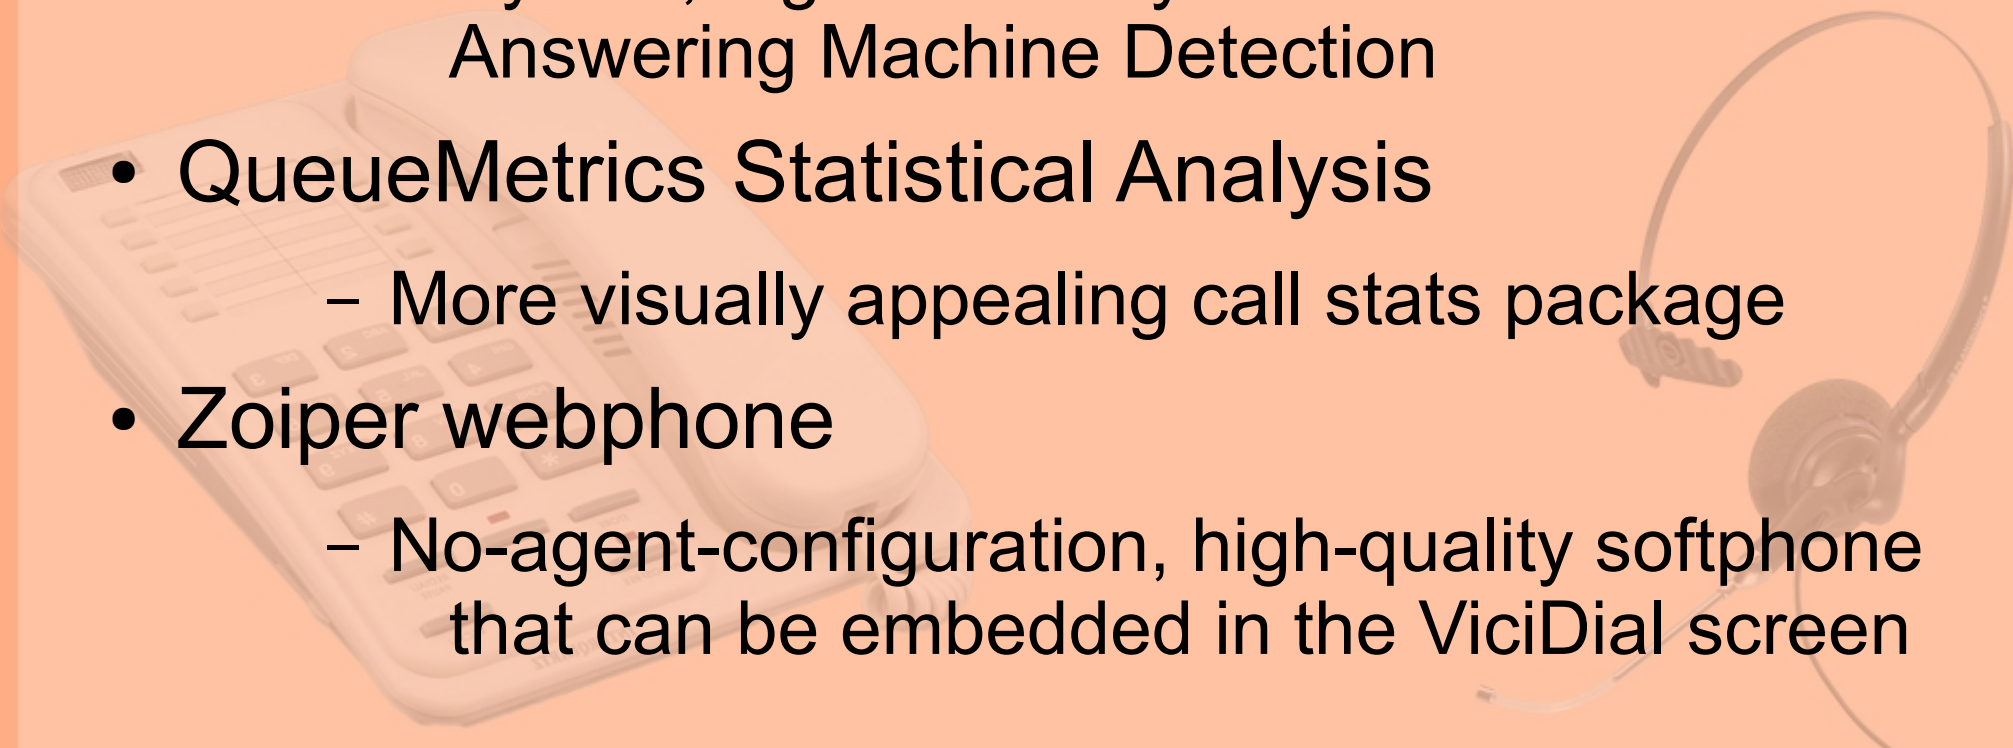 Answering Machine Detection
• QueueMetrics Statistical Analysis
– More visually appealing call stats package
• Zoiper webphone
– No-agent-configuration, high-quality softphone
that can be embedded in the ViciDial screen